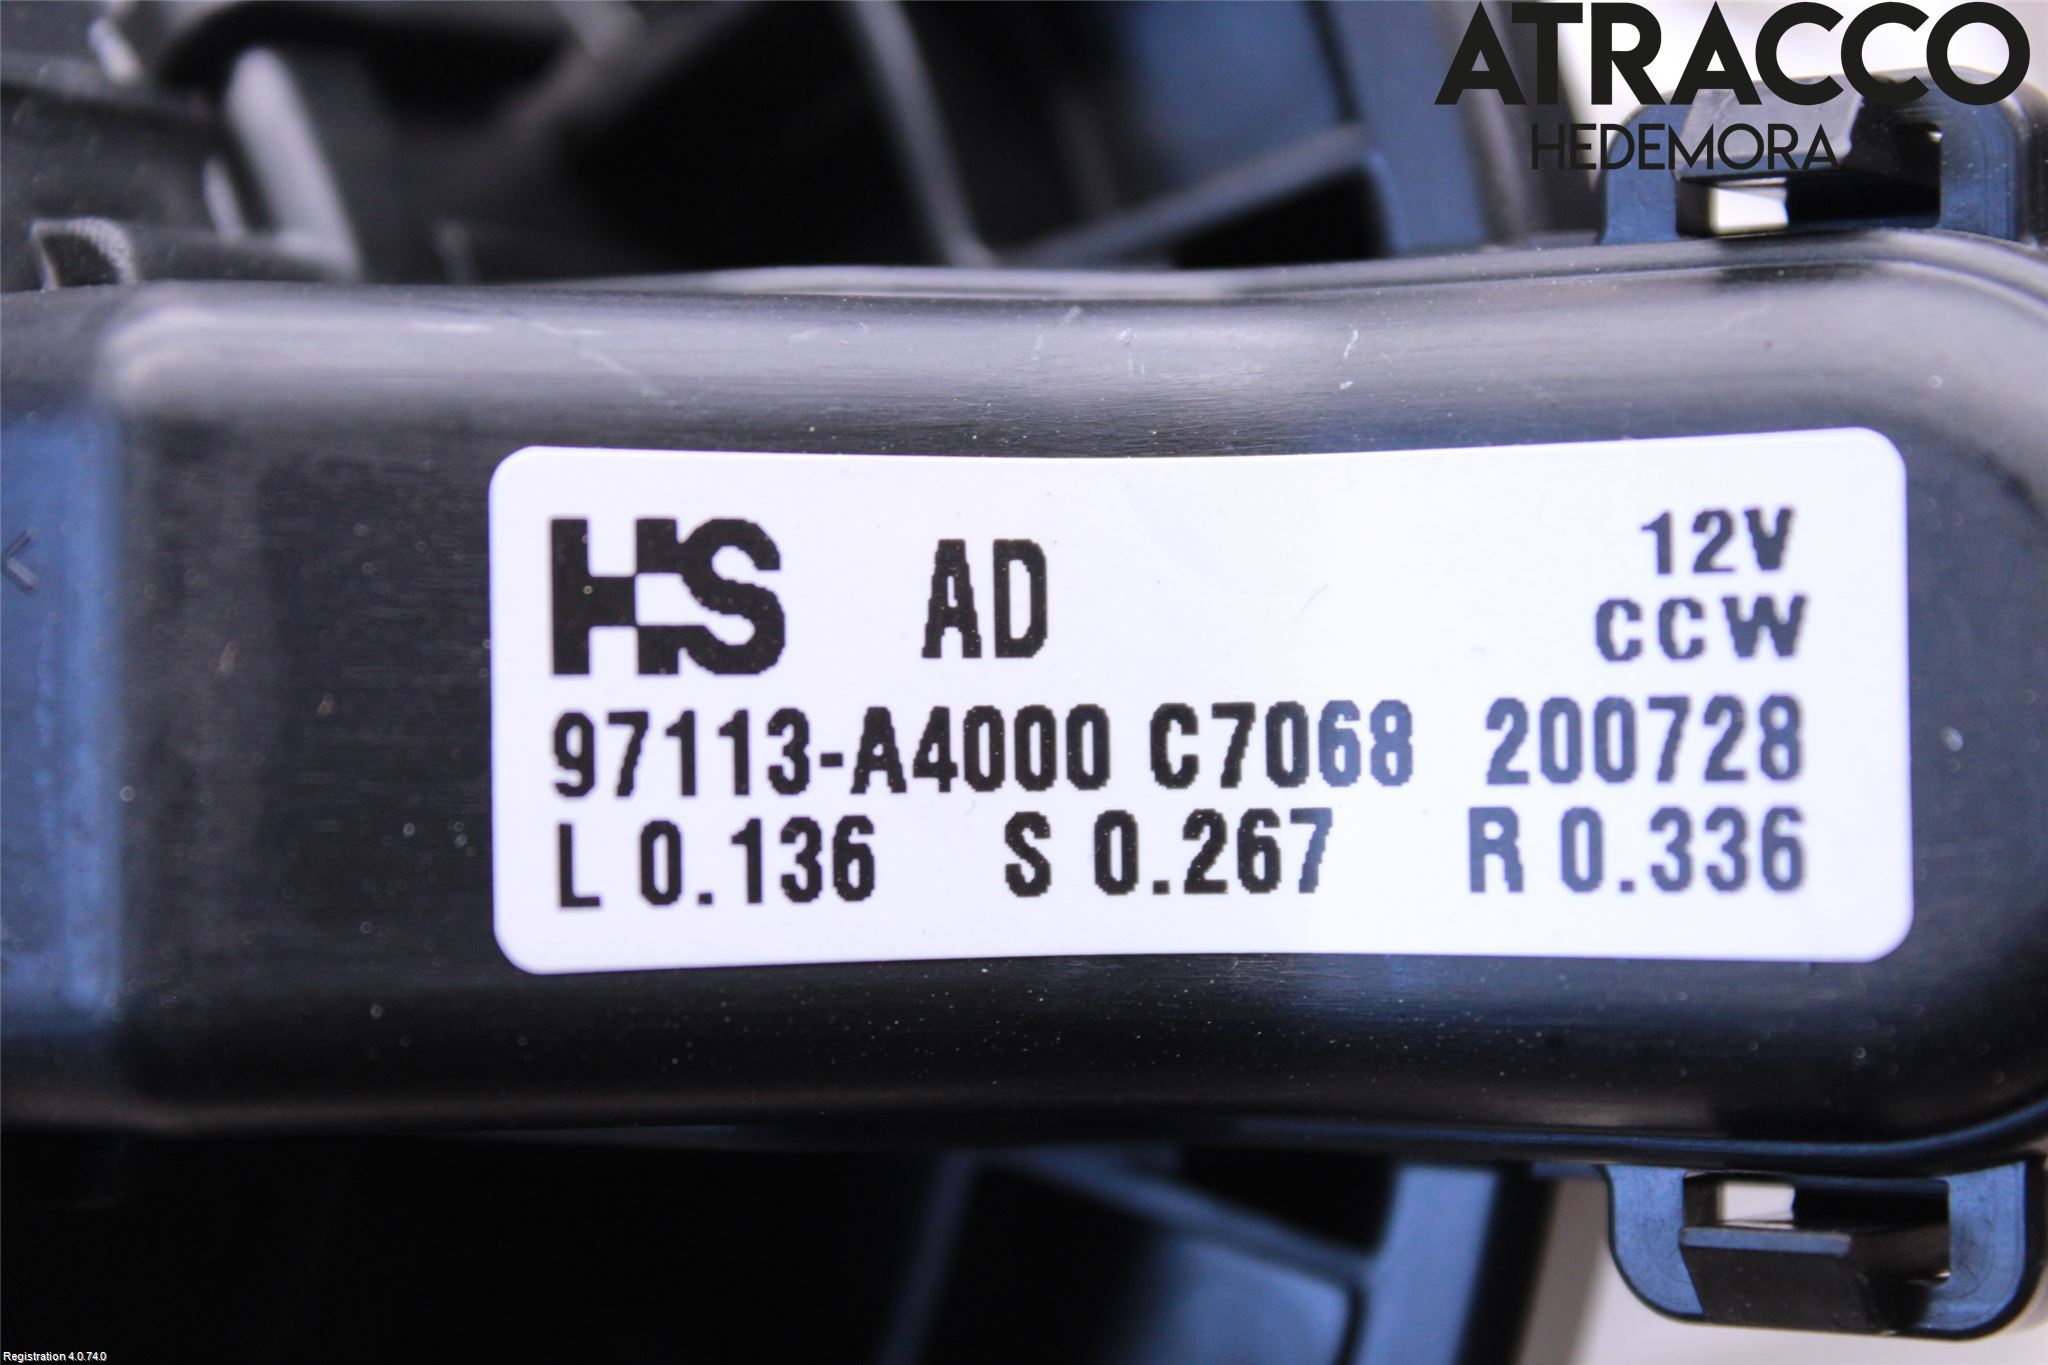 ATRACCO
HEDEMORA
HS AD 12V
CCW
97113-A4000 C7068 200728
L 0.136 S 0.267 R 0.336
Registration 4.0.74.0